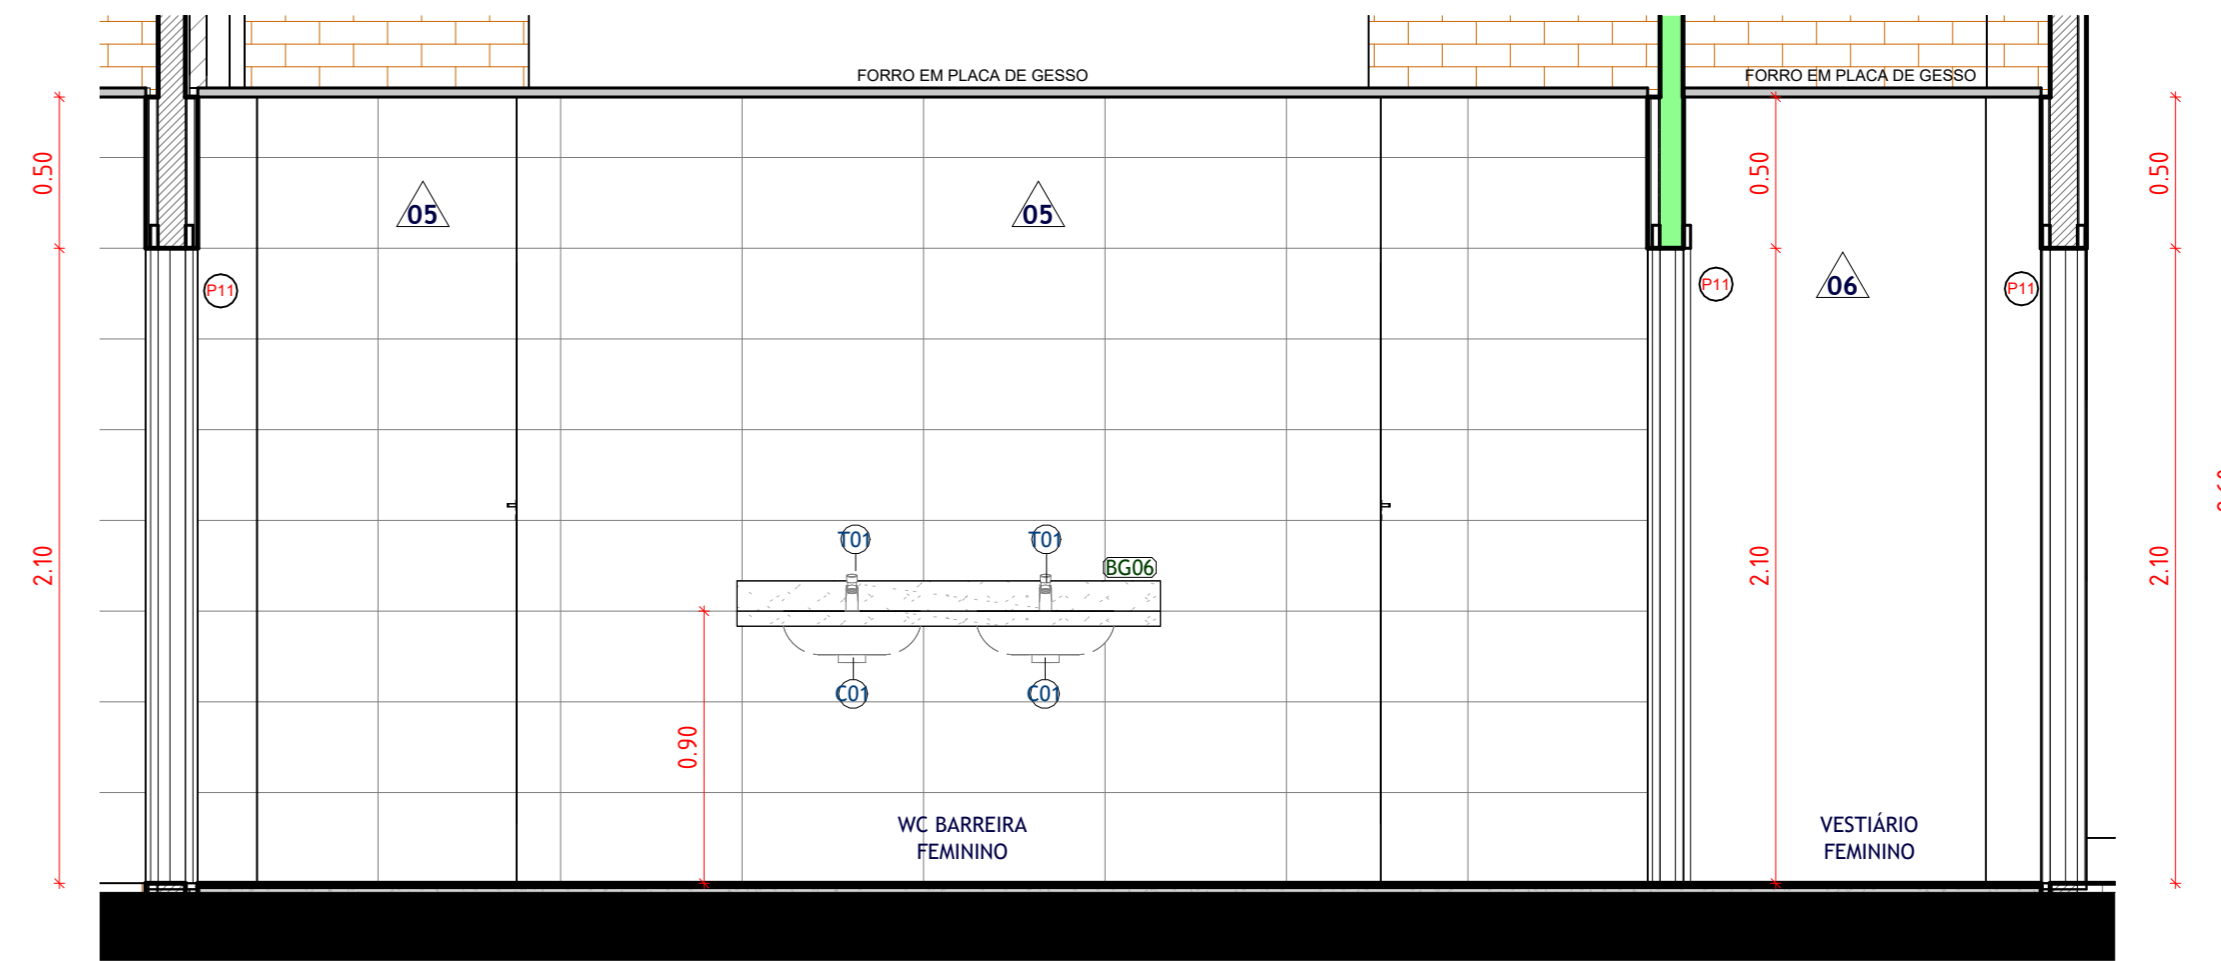 FORRO EM PLACA DE GESSO
FORRO EM PLACA DE GESSO
0.50
0.50
0.50
05
05
P11
P11
06
P11
2.10
T01
T01
BG06
2.10
2.10
C01
C01
0.90
WC BARREIRA
FEMININO
VESTIÁRIO
FEMININO